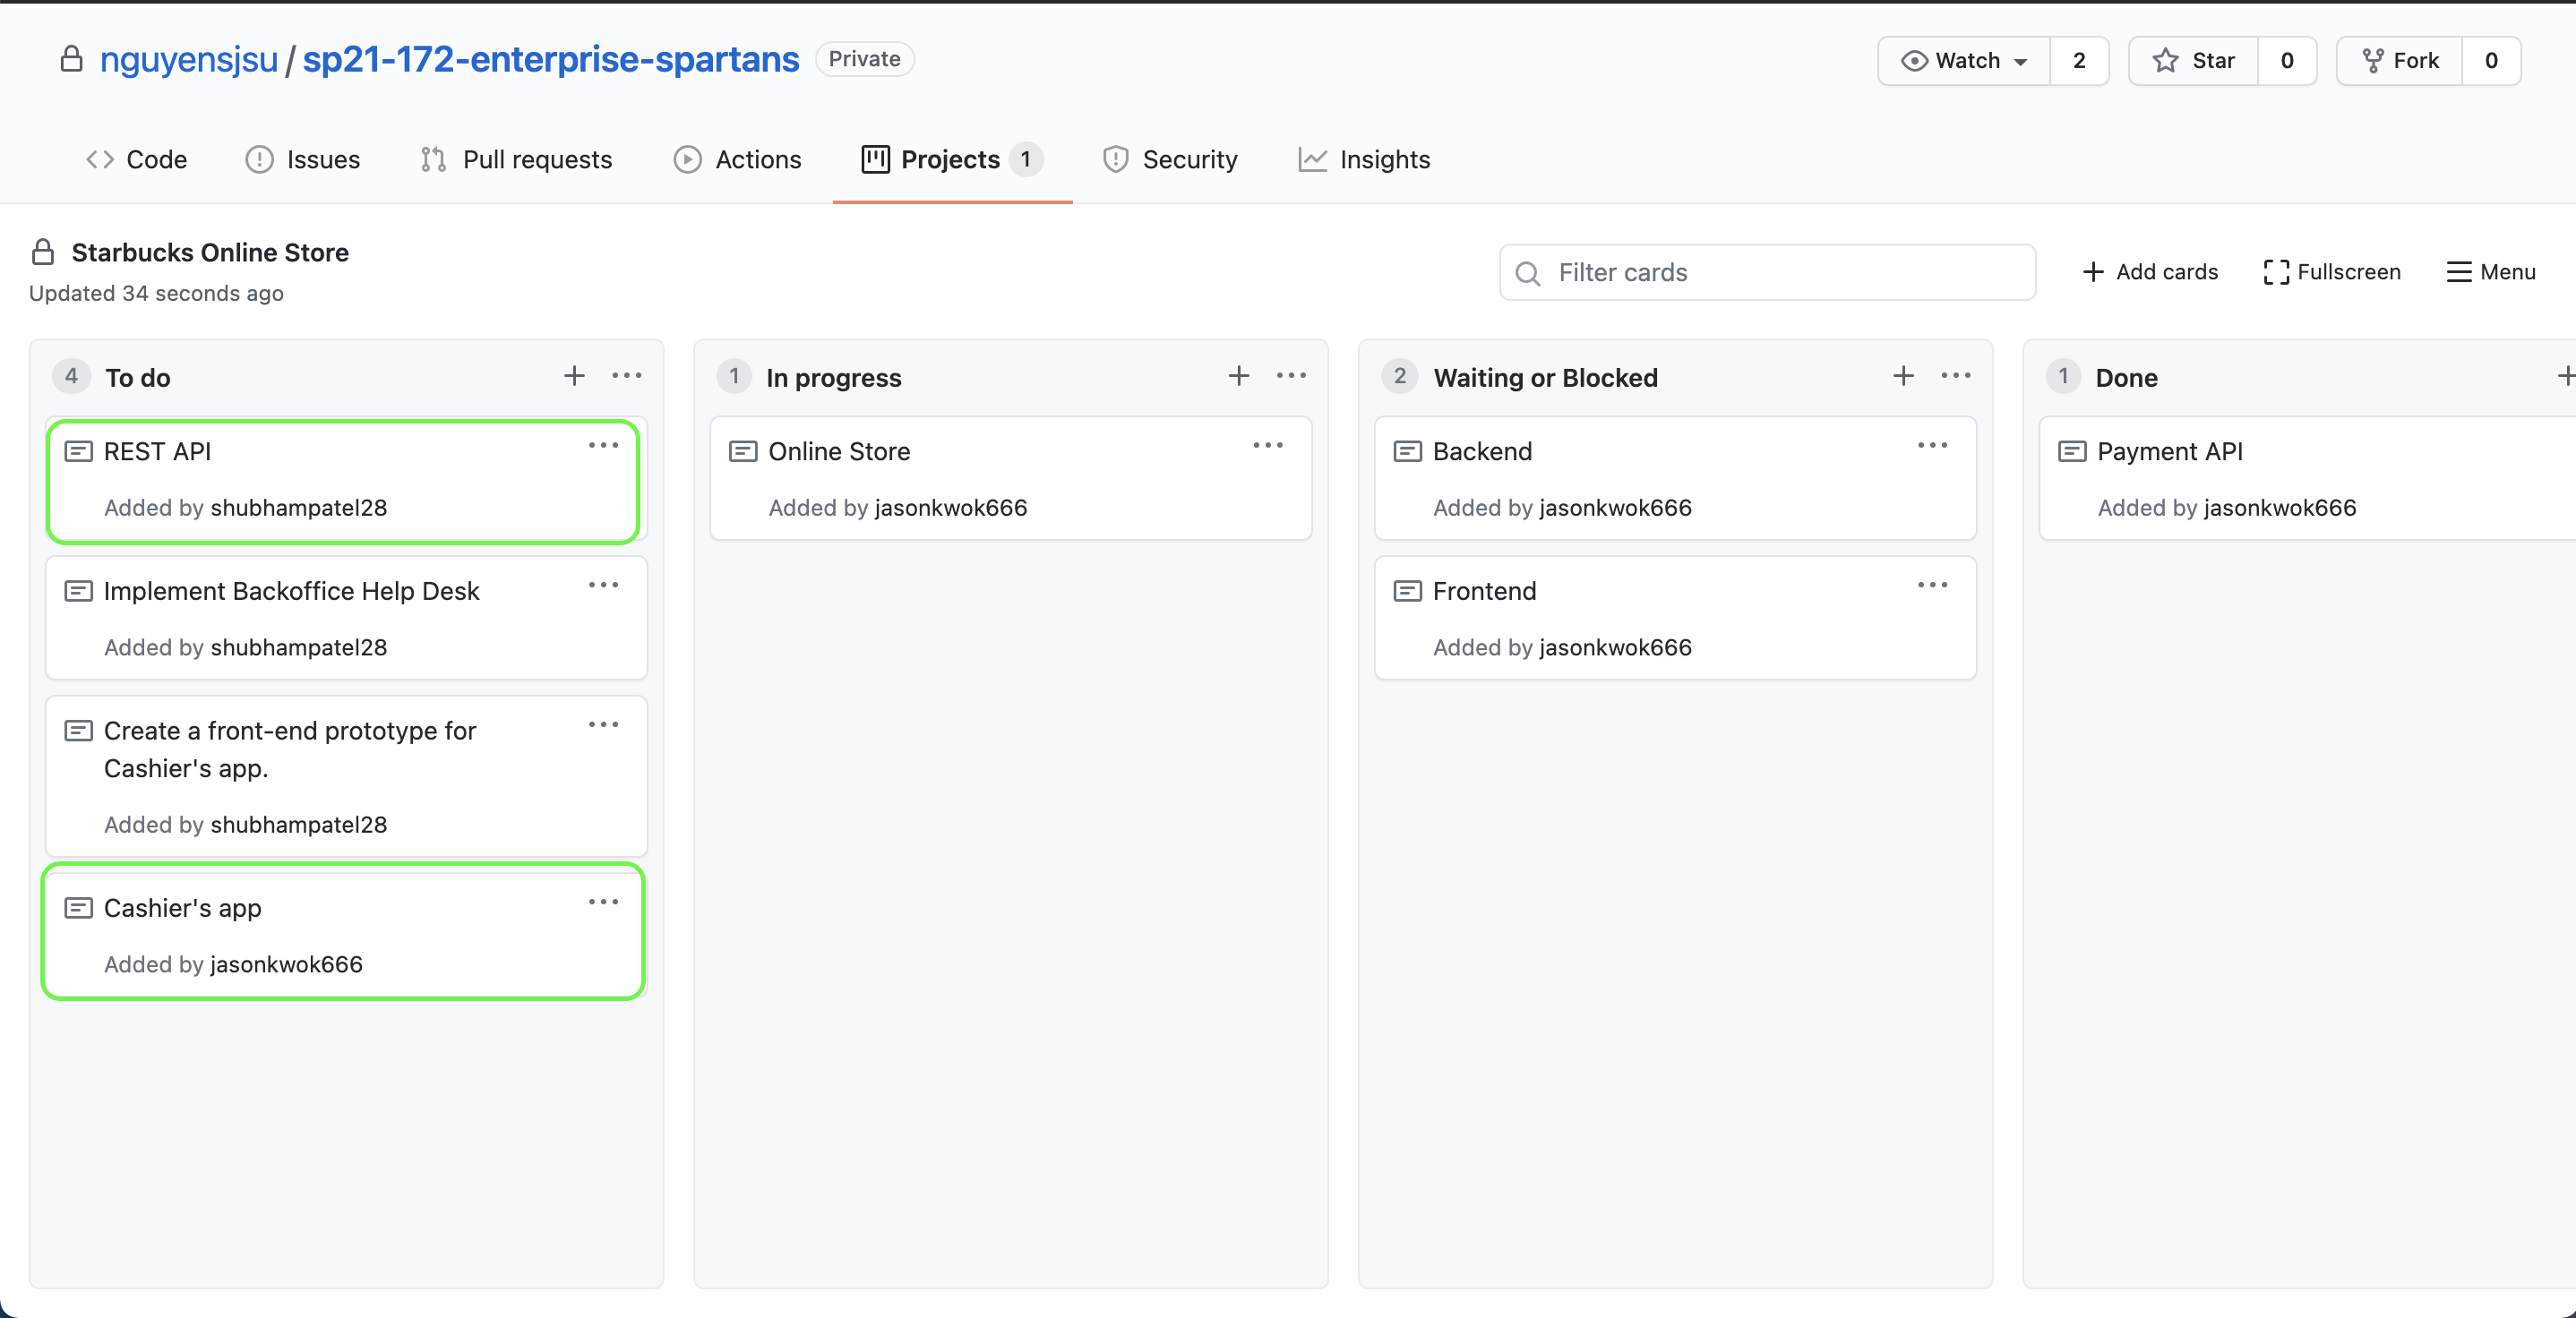 nguyensjsu / sp21-172-enterprise-spartans Private
Watch 2 Star 0 Fork 0
Code Issues Pull requests Actions Projects 1 Security Insights
Starbucks Online Store
Updated 34 seconds ago
Filter cards
Add cards Fullscreen Menu
4 To do
REST API
Added by shubhampatel28
Implement Backoffice Help Desk
Added by shubhampatel28
Create a front-end prototype for
Cashier's app.
Added by shubhampatel28
Cashier's app
Added by jasonkwok666
1 In progress
Online Store
Added by jasonkwok666
2 Waiting or Blocked
Backend
Added by jasonkwok666
Frontend
Added by jasonkwok666
1 Done
Payment API
Added by jasonkwok666